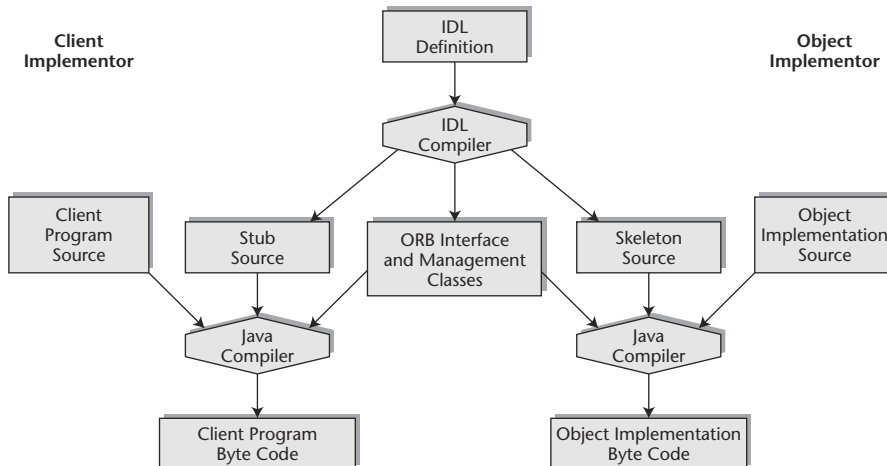 IDL
Definition
Client
Implementor
Object
Implementor
IDL
Compiler
Client
Program
Source
Stub
Source
ORB Interface
and Management
Classes
Skeleton
Source
Object
Implementation
Source
Java
Compiler
Java
Compiler
Client Program
Byte Code
Object Implementation
Byte Code